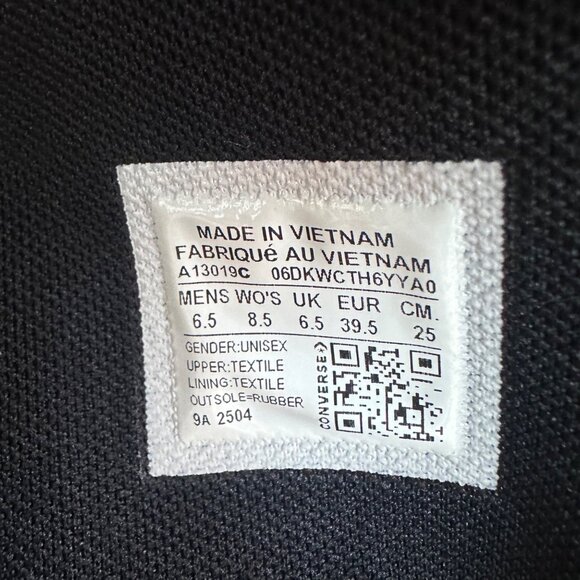 MADE IN VIETNAM
FABRIQUé AU VIETNAM
A13019C 06DKWCTH6YYA0
MENS WO'S UK EUR CM.
6.5 8.5 6.5 39.5 25
GENDER:UNISEX
UPPER:TEXTILE
LINING:TEXTILE
OUTSOLE=RUBBER
9A 2504
CONVERSE